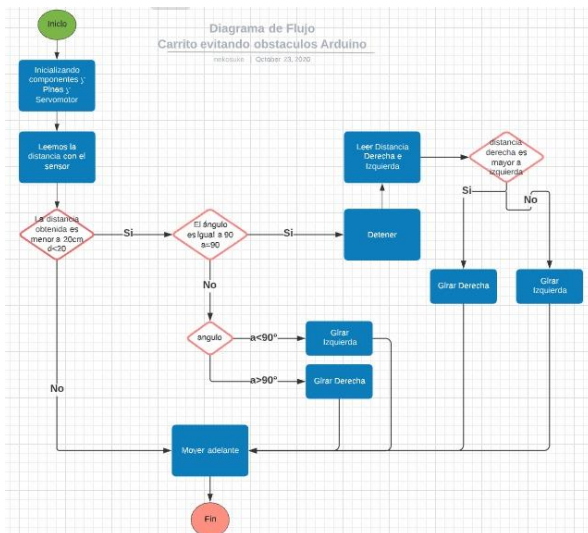 Diagrama de Flujo
Carrito evitando obstaculos Arduino
nekosuire | October 23, 2020
Inicio
Inicializando
componentes y
Pines y
Servomotor
Leemos la
distancia con el
sensor
La distancia
obtenida es
menor a 20cm
d<20
Si
El ángulo
es igual a 90
a=90
Si
Detener
Leer Distancia
Derecha e
Izquierda
distancia
derecha es
mayor a
izquierda
Si
No
Girar Derecha
Girar
Izquierda
No
angulo
a<90°
Girar
Izquierda
a>90°
Girar Derecha
No
Mover adelante
Fin